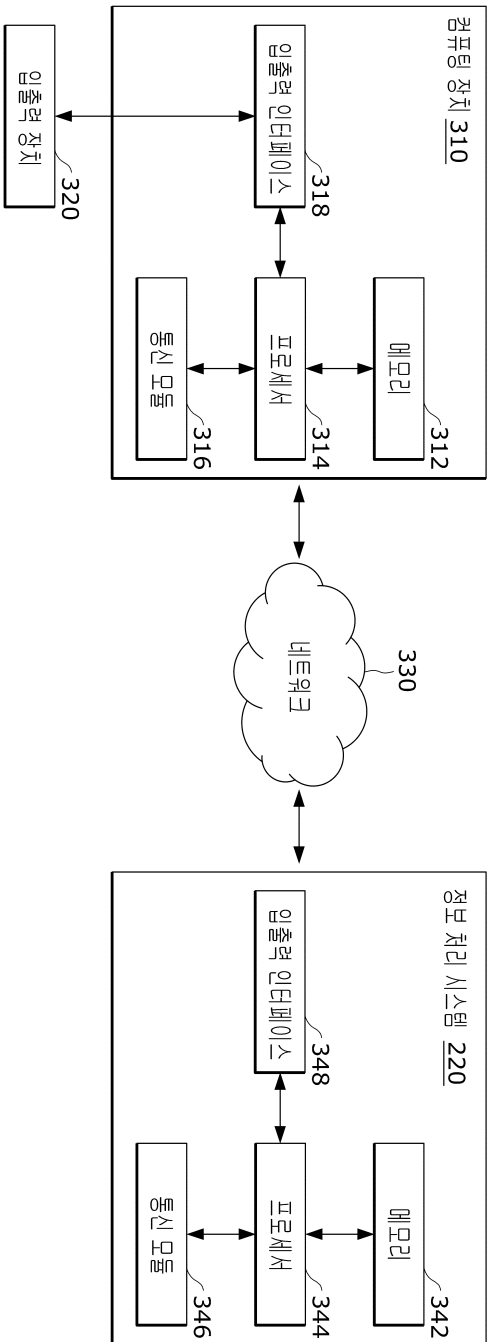 컴퓨팅 장치 310
메모리
312
입출력 인터페이스
318
프로세서
314
통신 모듈
316
입출력 장치
320
네트워크
330
정보 처리 시스템 220
메모리
342
입출력 인터페이스
348
프로세서
344
통신 모듈
346